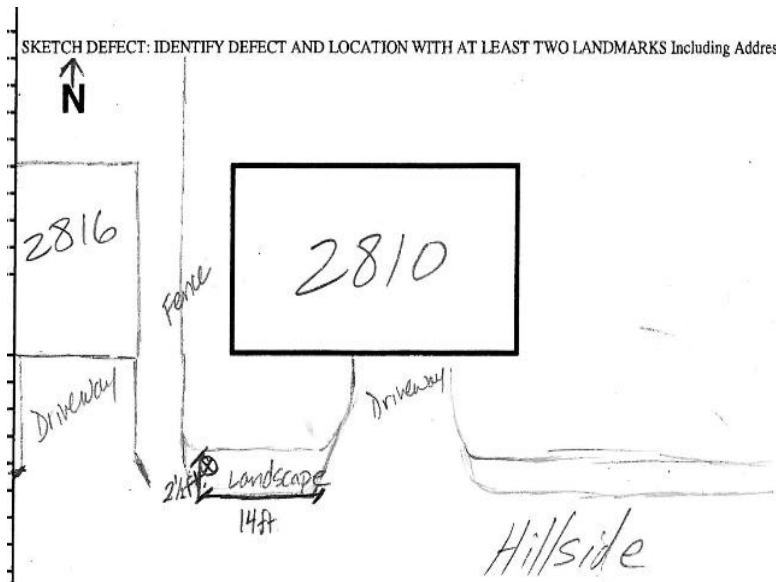 SKETCH DEFECT: IDENTIFY DEFECT AND LOCATION WITH AT LEAST TWO LANDMARKS Including Addres
N
2816
2810
Fence
Driveway
Driveway
2½ft.
Landscape
14ft
Hillside